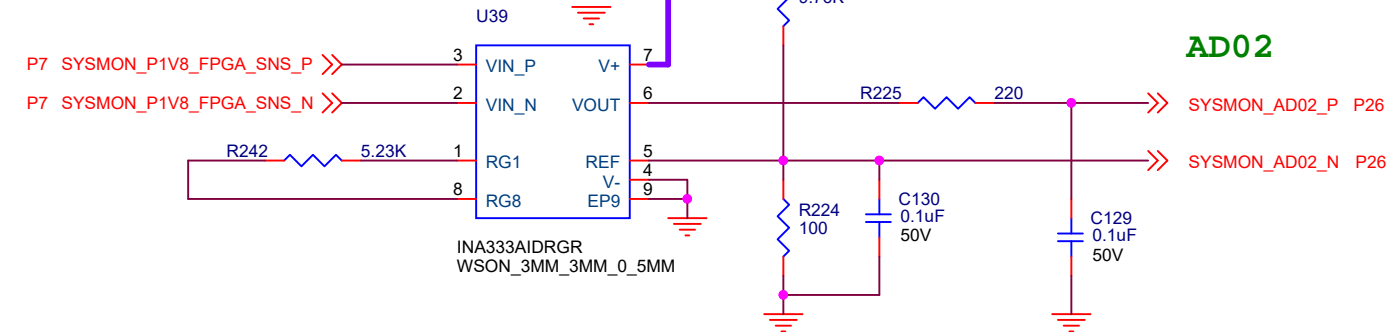 U39
AD02
P7 SYSMON_P1V8_FPGA_SNS_P
3
VIN_P
V+
7
P7 SYSMON_P1V8_FPGA_SNS_N
2
VIN_N
VOUT
6
R225
220
SYSMON_AD02_P P26
R242
5.23K
1
RG1
REF
5
SYSMON_AD02_N P26
V-
4
8
RG8
EP9
9
R224
100
C130
0.1uF
50V
C129
0.1uF
50V
INA333AIDRGR
WSON_3MM_3MM_0_5MM